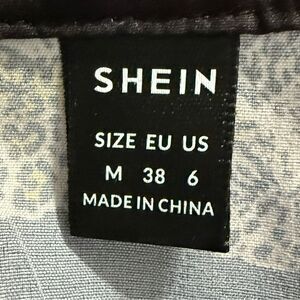 SHEIN
SIZE EU US
M 38 6
MADE IN CHINA